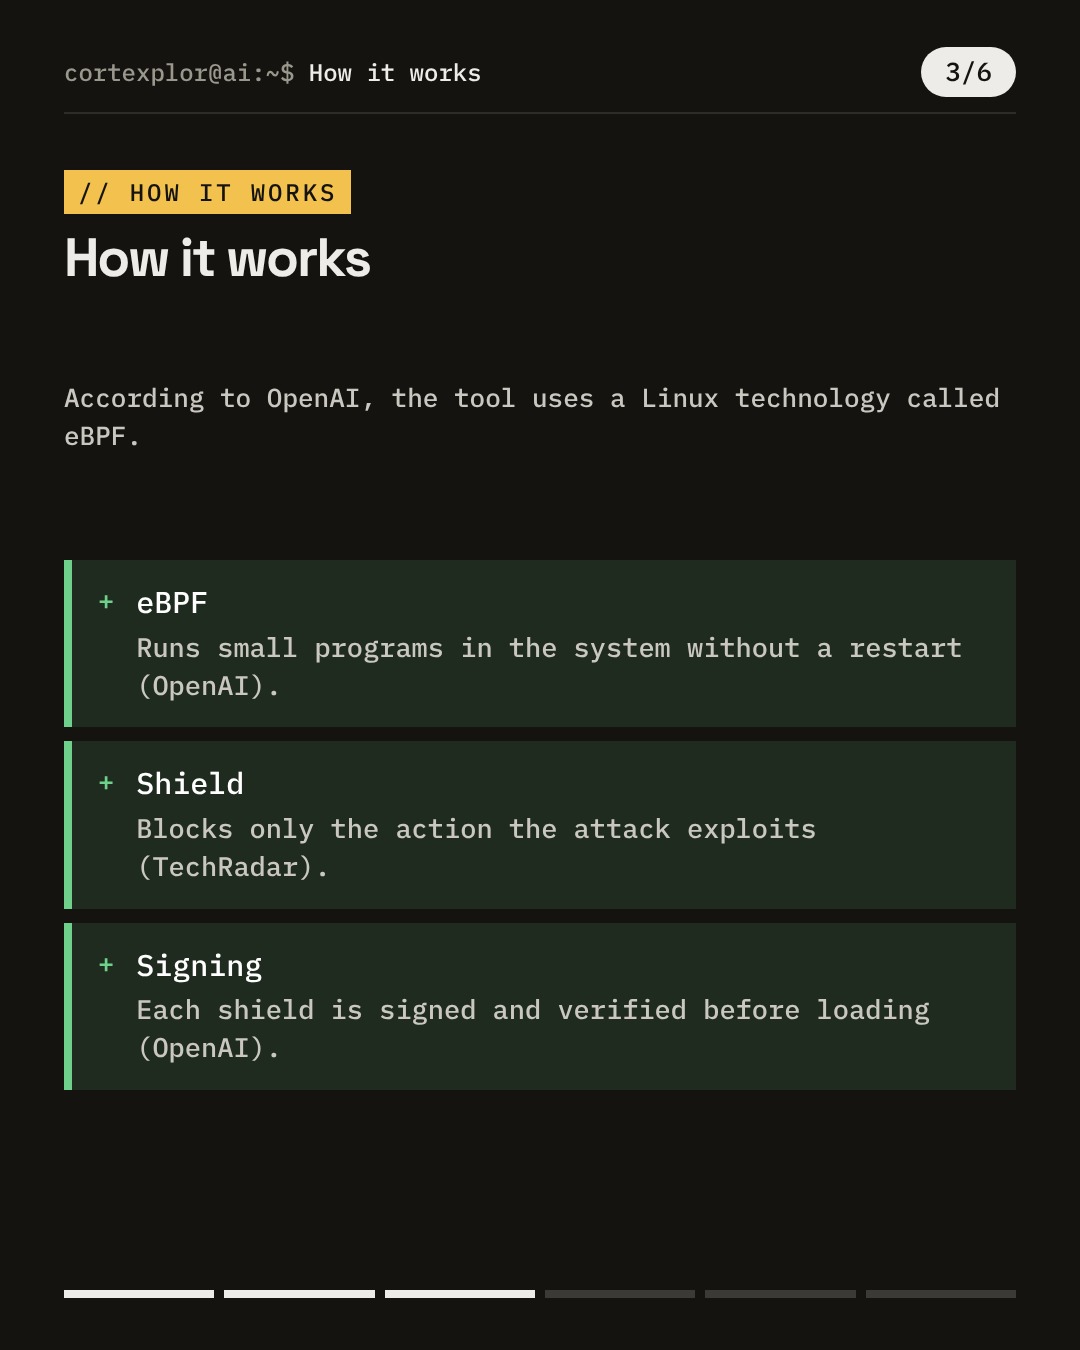 cortexplor@ai:~$ How it works
3/6
// HOW IT WORKS
How it works
According to OpenAI, the tool uses a Linux technology called
eBPF.
+ eBPF
Runs small programs in the system without a restart
(OpenAI).
+ Shield
Blocks only the action the attack exploits
(TechRadar).
+ Signing
Each shield is signed and verified before loading
(OpenAI).